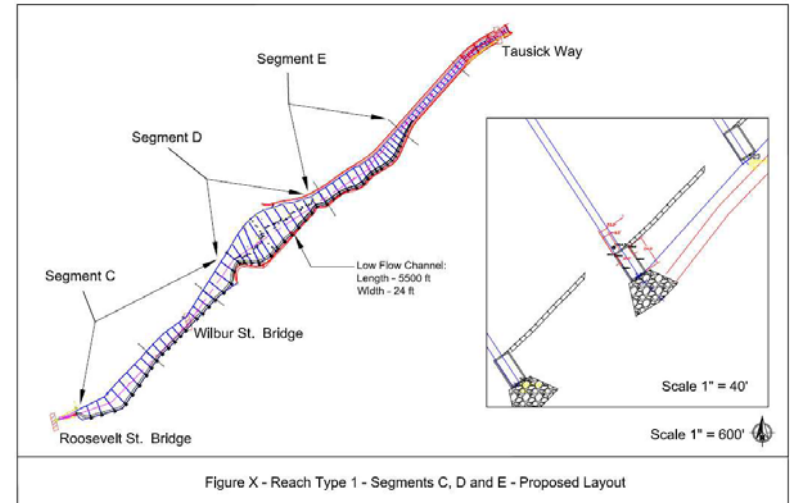 Tausick Way
Segment E
Segment D
Low Flow Channel:
Length - 5500 ft
Width - 24 ft
Segment C
Wilbur St. Bridge
Roosevelt St. Bridge
Scale 1" = 40'
Scale 1" = 600'
Figure X - Reach Type 1 - Segments C, D and E - Proposed Layout